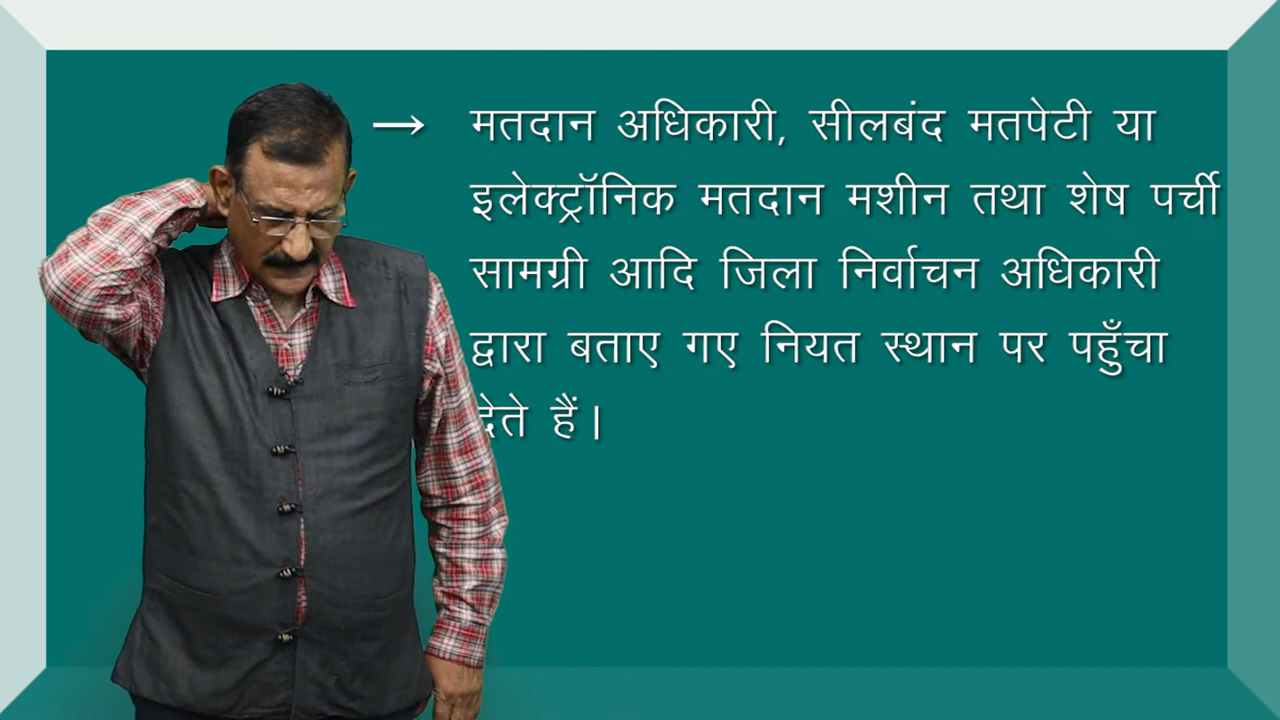 → मतदान अधिकारी, सीलबंद मतपेटी या
इलेक्ट्रॉनिक मतदान मशीन तथा शेष पर्ची
सामग्री आदि जिला निर्वाचन अधिकारी
द्वारा बताए गए नियत स्थान पर पहुँचा
देते हैं।